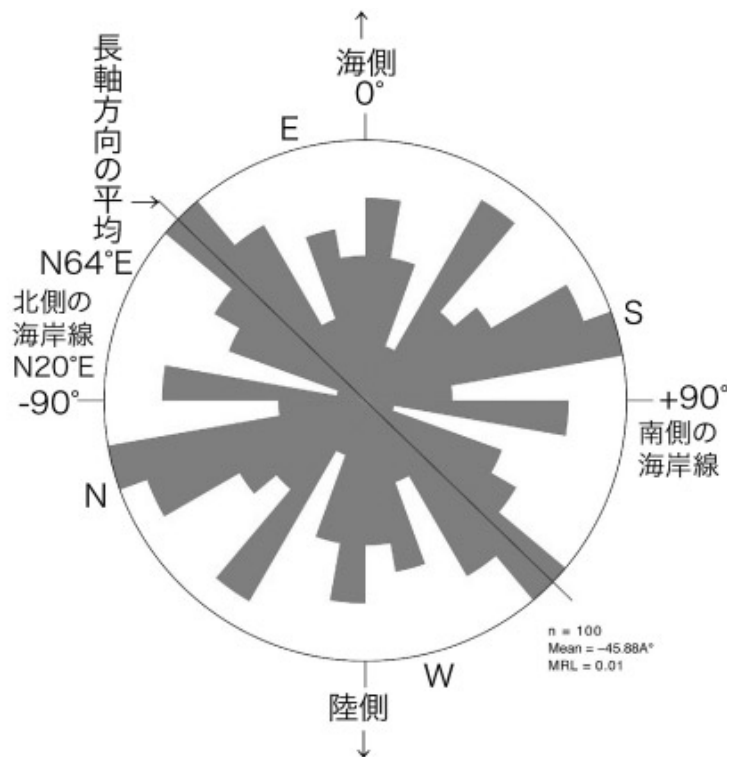 海側
0°
E
長軸方向の平均
N64°E
北側の
海岸線
N20°E
-90°
S
+90°
南側の
海岸線
N
n = 100
Mean = –45.88A°
MRL = 0.01
W
陸側